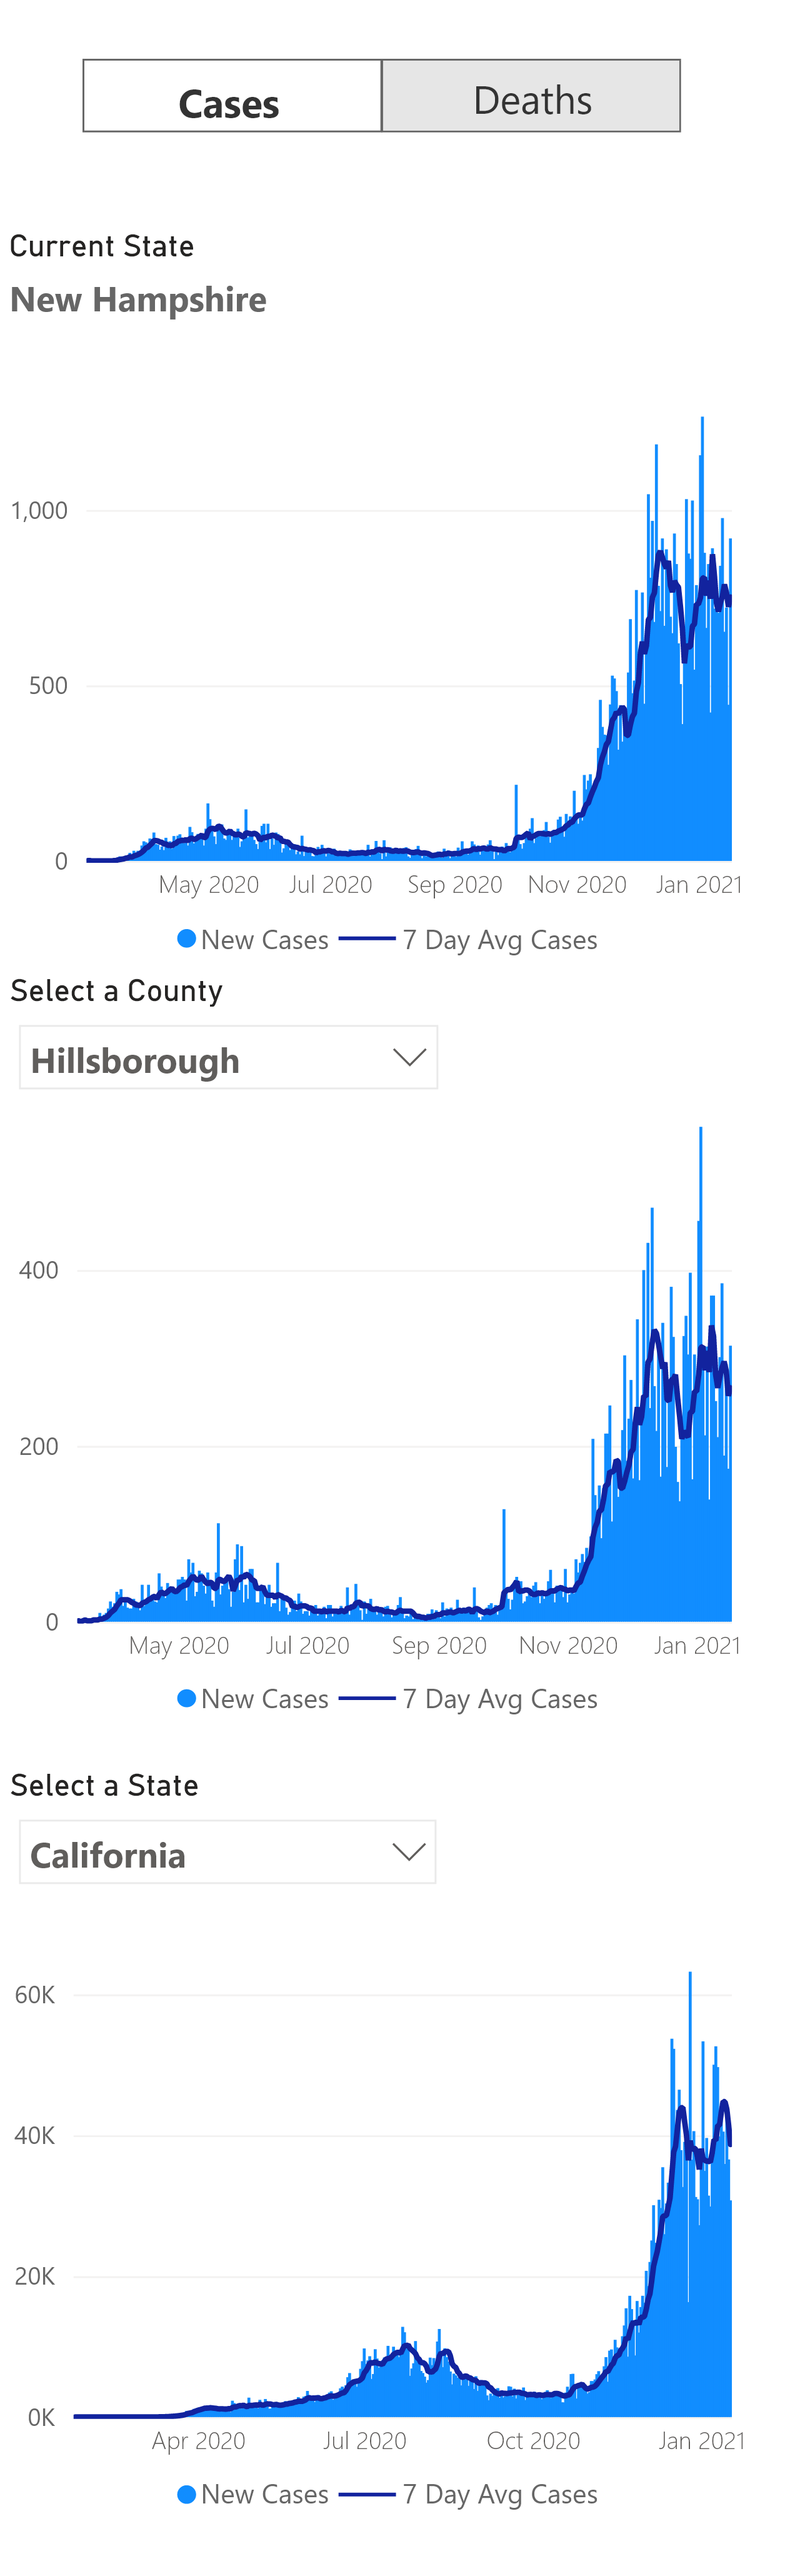 Cases Deaths
Current State
New Hampshire
1,000
500
0
May 2020 Jul 2020 Sep 2020 Nov 2020 Jan 2021
New Cases 7 Day Avg Cases
Select a County
Hillsborough
400
200
0
May 2020 Jul 2020 Sep 2020 Nov 2020 Jan 2021
New Cases 7 Day Avg Cases
Select a State
California
60K
40K
20K
0K
Apr 2020 Jul 2020 Oct 2020 Jan 2021
New Cases 7 Day Avg Cases